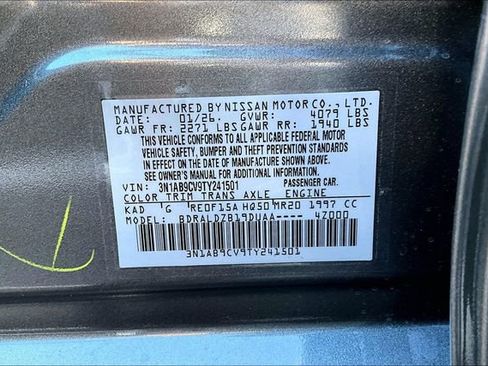 MANUFACTURED BY NISSAN MOTOR CO., LTD.
DATE: 01/26 GVWR: 4079 LBS
GAWR FR: 2271 LBS GAWR RR: 1940 LBS
THIS VEHICLE CONFORMS TO ALL APPLICABLE FEDERAL MOTOR
VEHICLE SAFETY, BUMPER AND THEFT PREVENTION STANDARDS
IN EFFECT ON THE DATE OF MANUFACTURE SHOWN ABOVE.
SEE OWNER'S MANUAL FOR ADDITIONAL INFORMATION
VIN: 3N1AB9CV9TY241501 PASSENGER CAR.
COLOR TRIM TRANS AXLE ENGINE
KAD G RE0F15A HQ50 MR20 1997 CC
MODEL: BDRALDZB19DUAA---- 47000
3N1AB9CV9TY241501